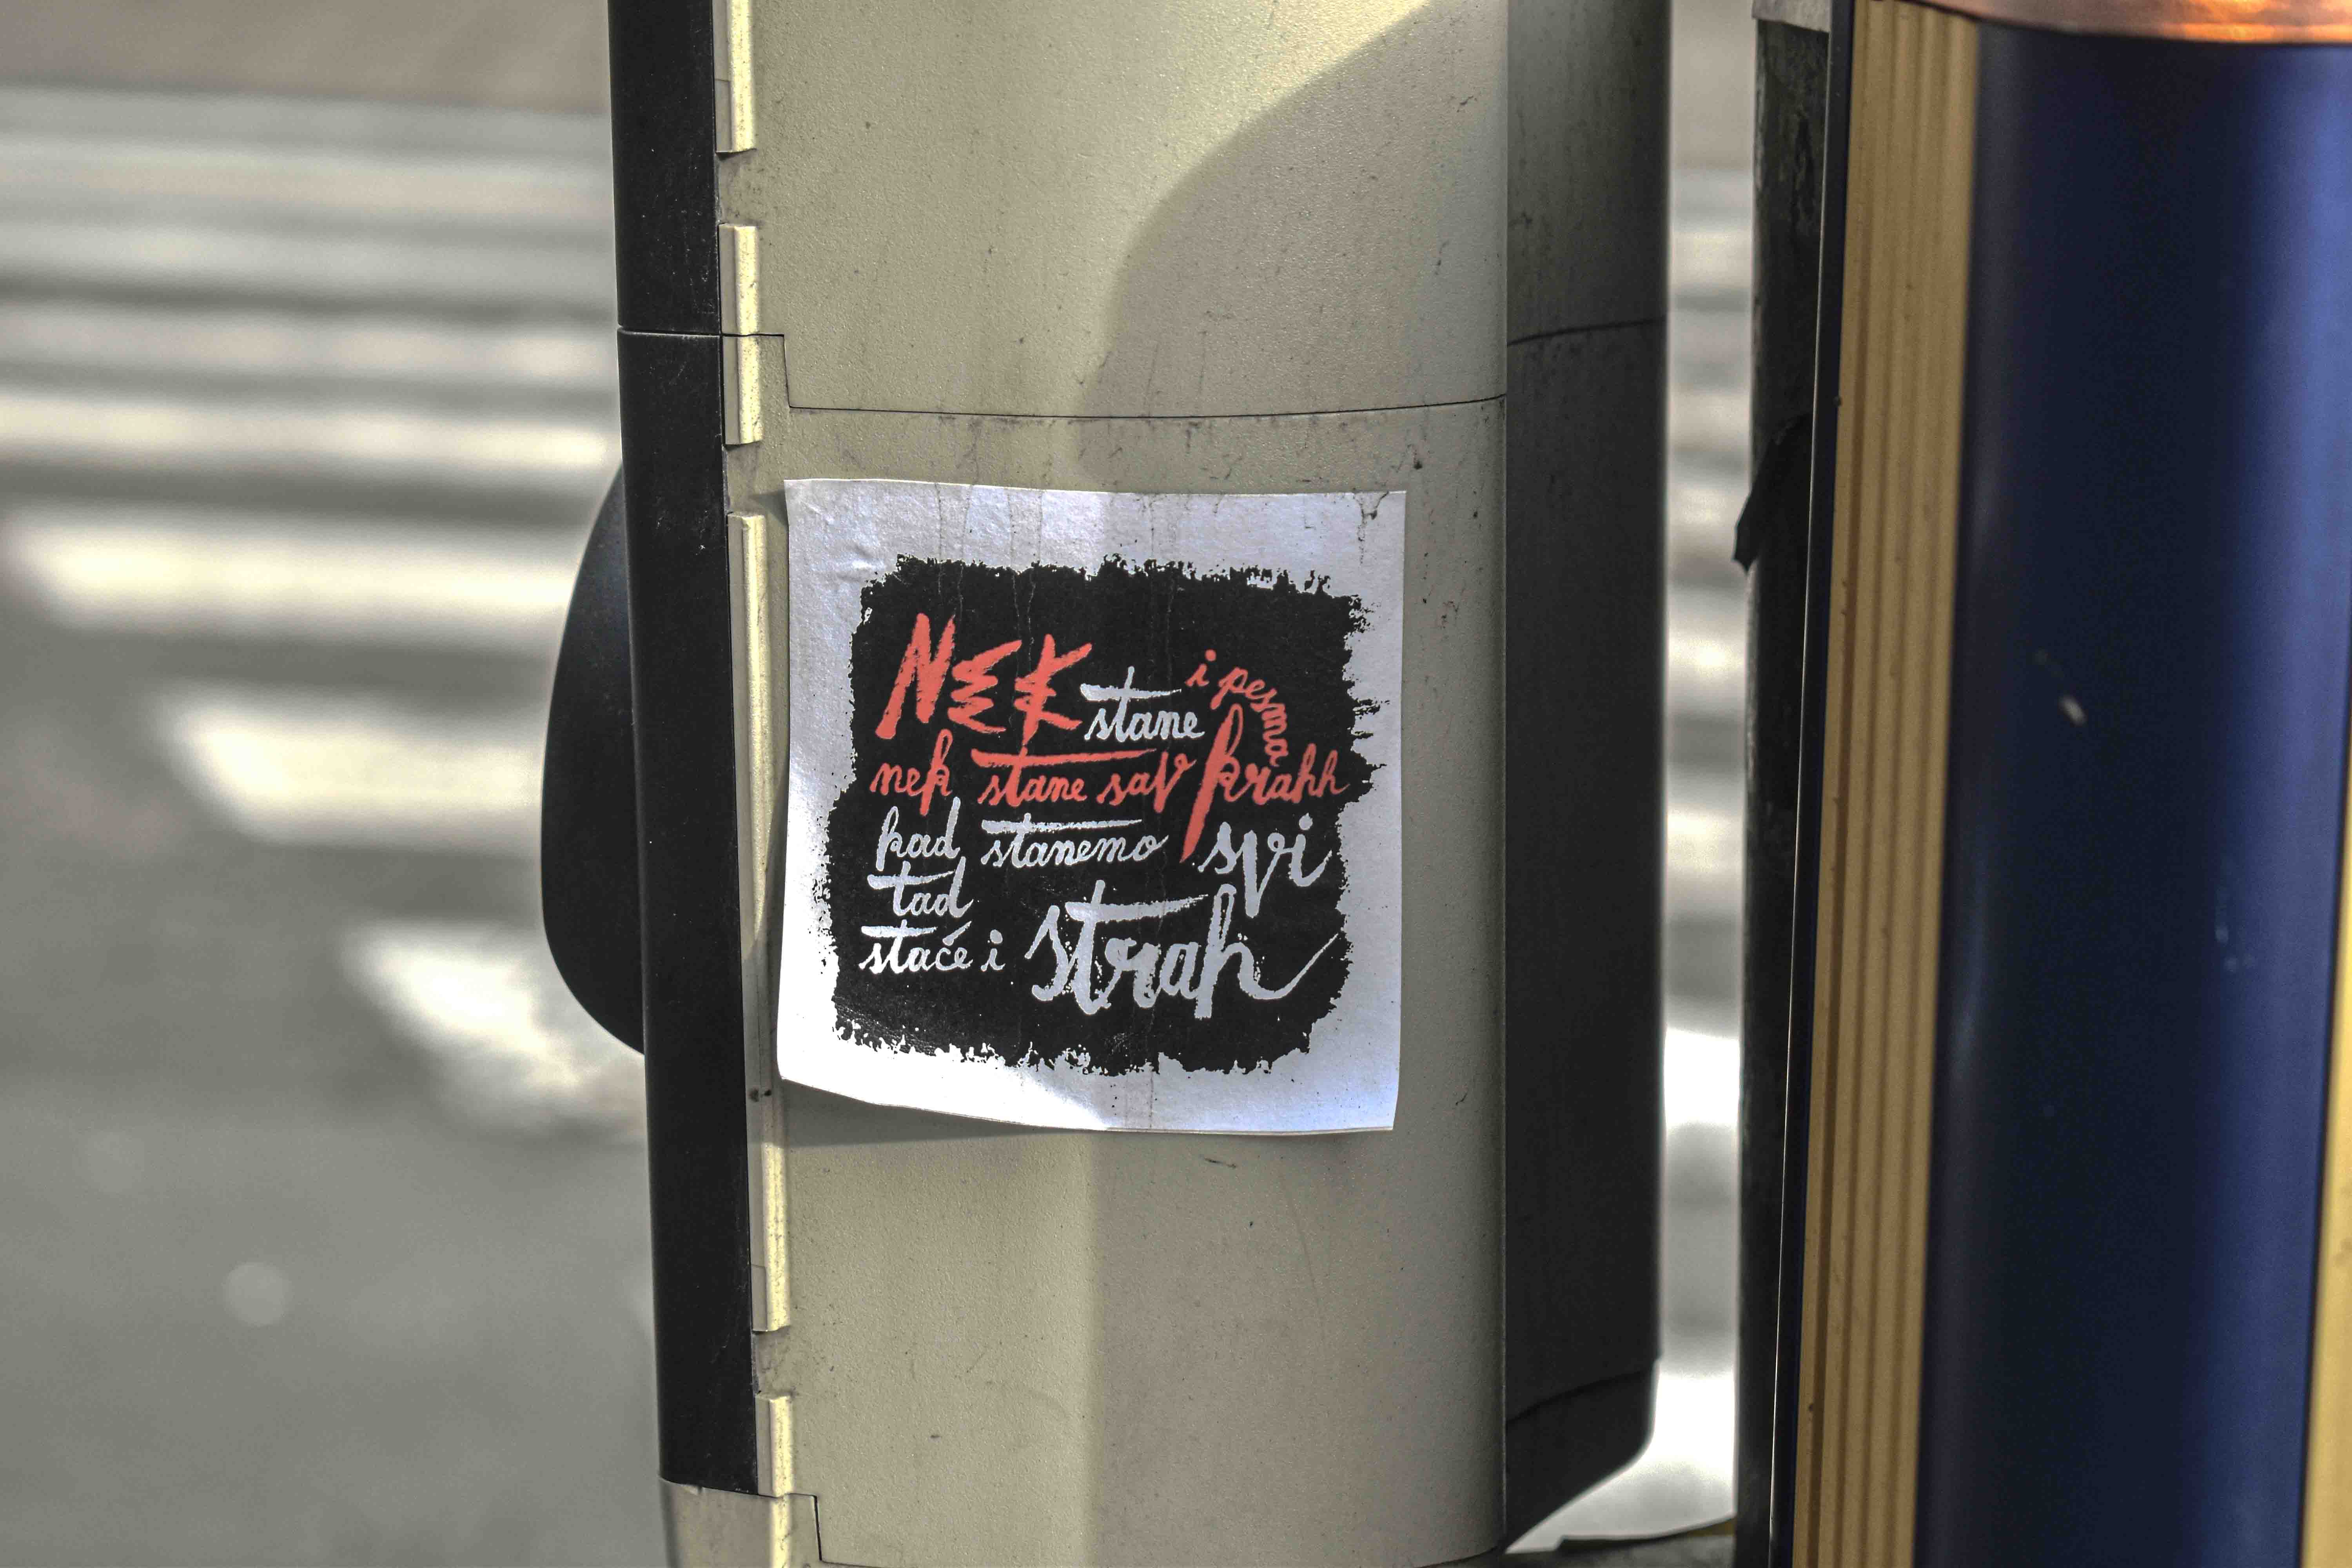 NEK stane i pesma
nek stane sav krahh
kad stanemo svi
tad
staće i strah